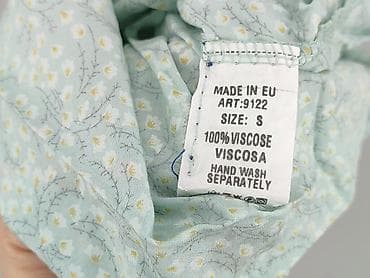 MADE IN EU
ART:9122
SIZE: S
100%VISCOSE
VISCOSA
HAND WASH
SEPARATELY